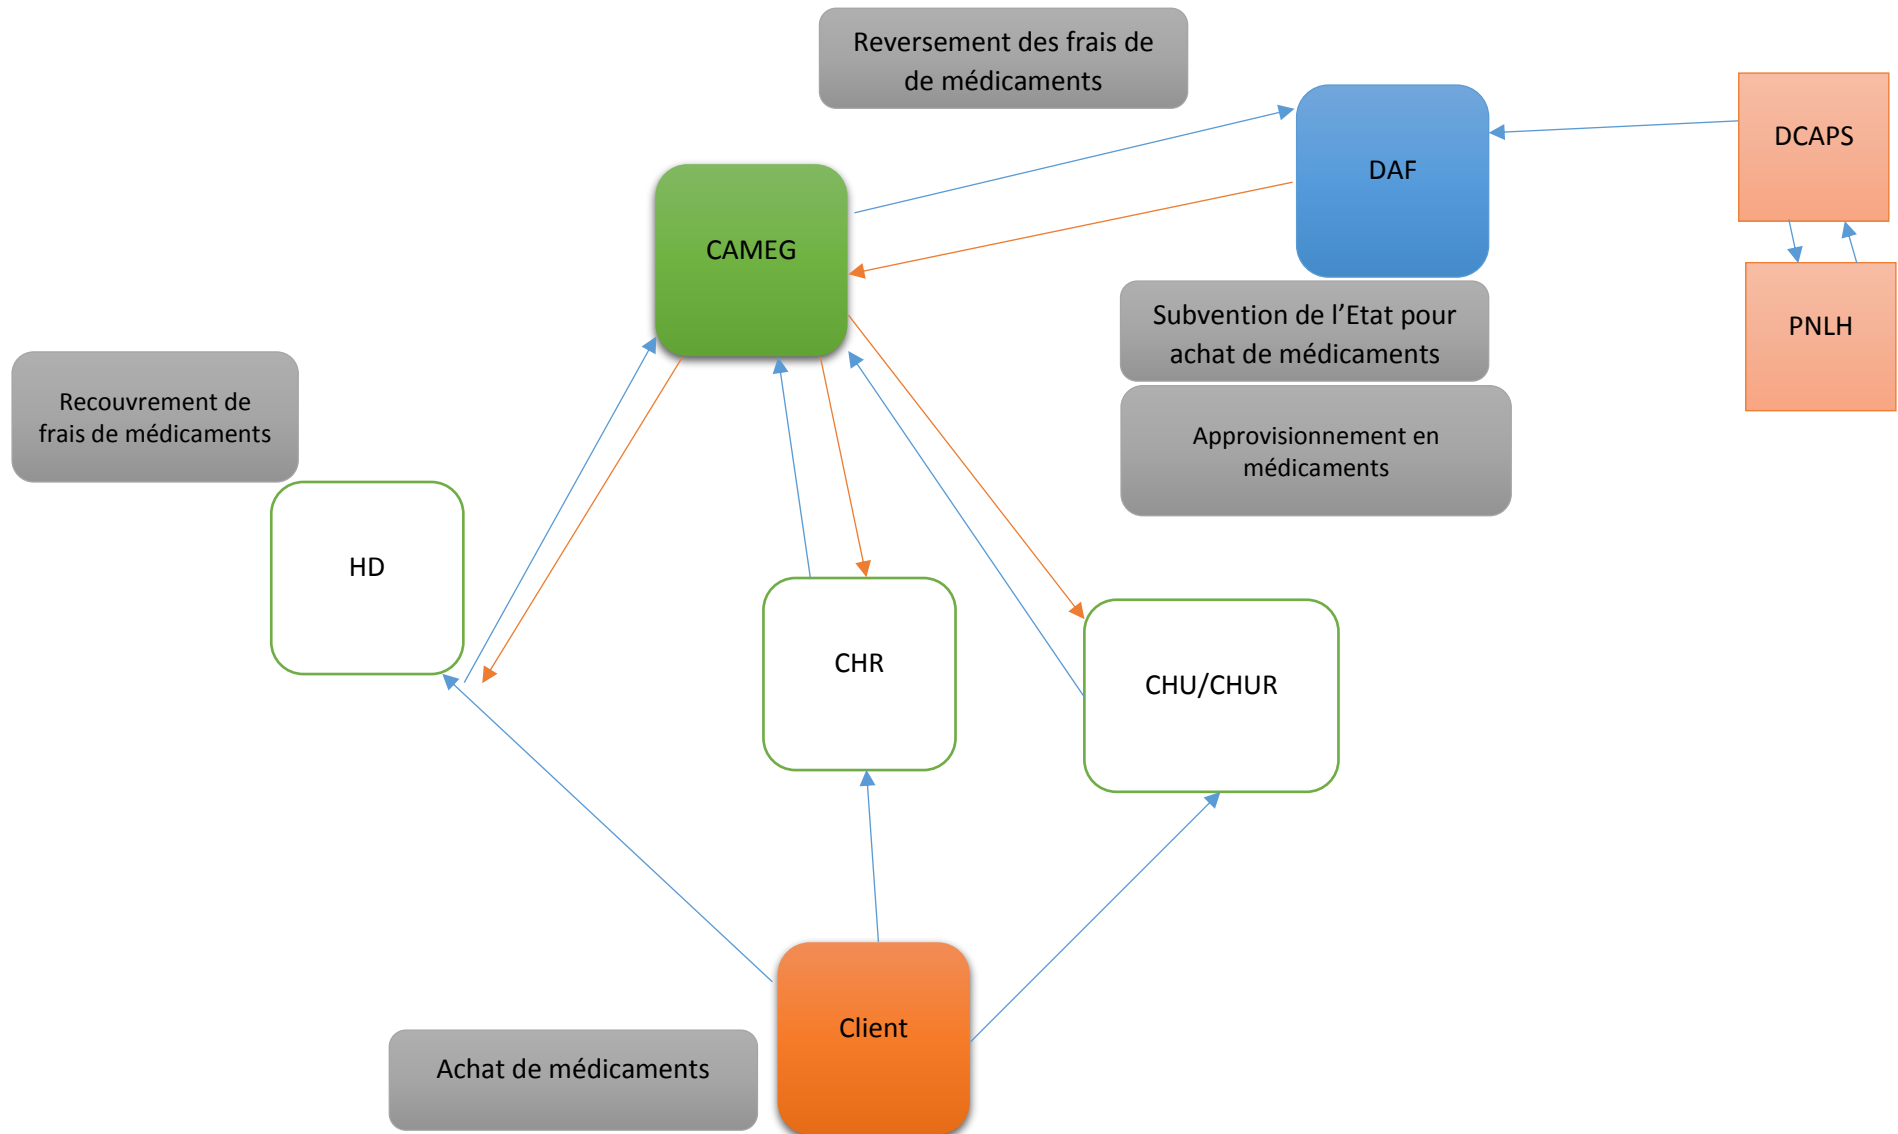 Reversement des frais de
de médicaments
DCAPS
DAF
CAMEG
Subvention de l’Etat pour
achat de médicaments
PNLH
Recouvrement de
frais de médicaments
Approvisionnement en
médicaments
HD
CHR
CHU/CHUR
Client
Achat de médicaments